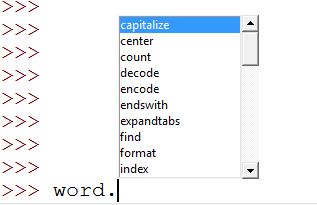 >>>
>>>
>>>
>>>
>>>
>>>
>>>
>>>
>>> word.
capitalize
center
count
decode
encode
endswith
expandtabs
find
format
index